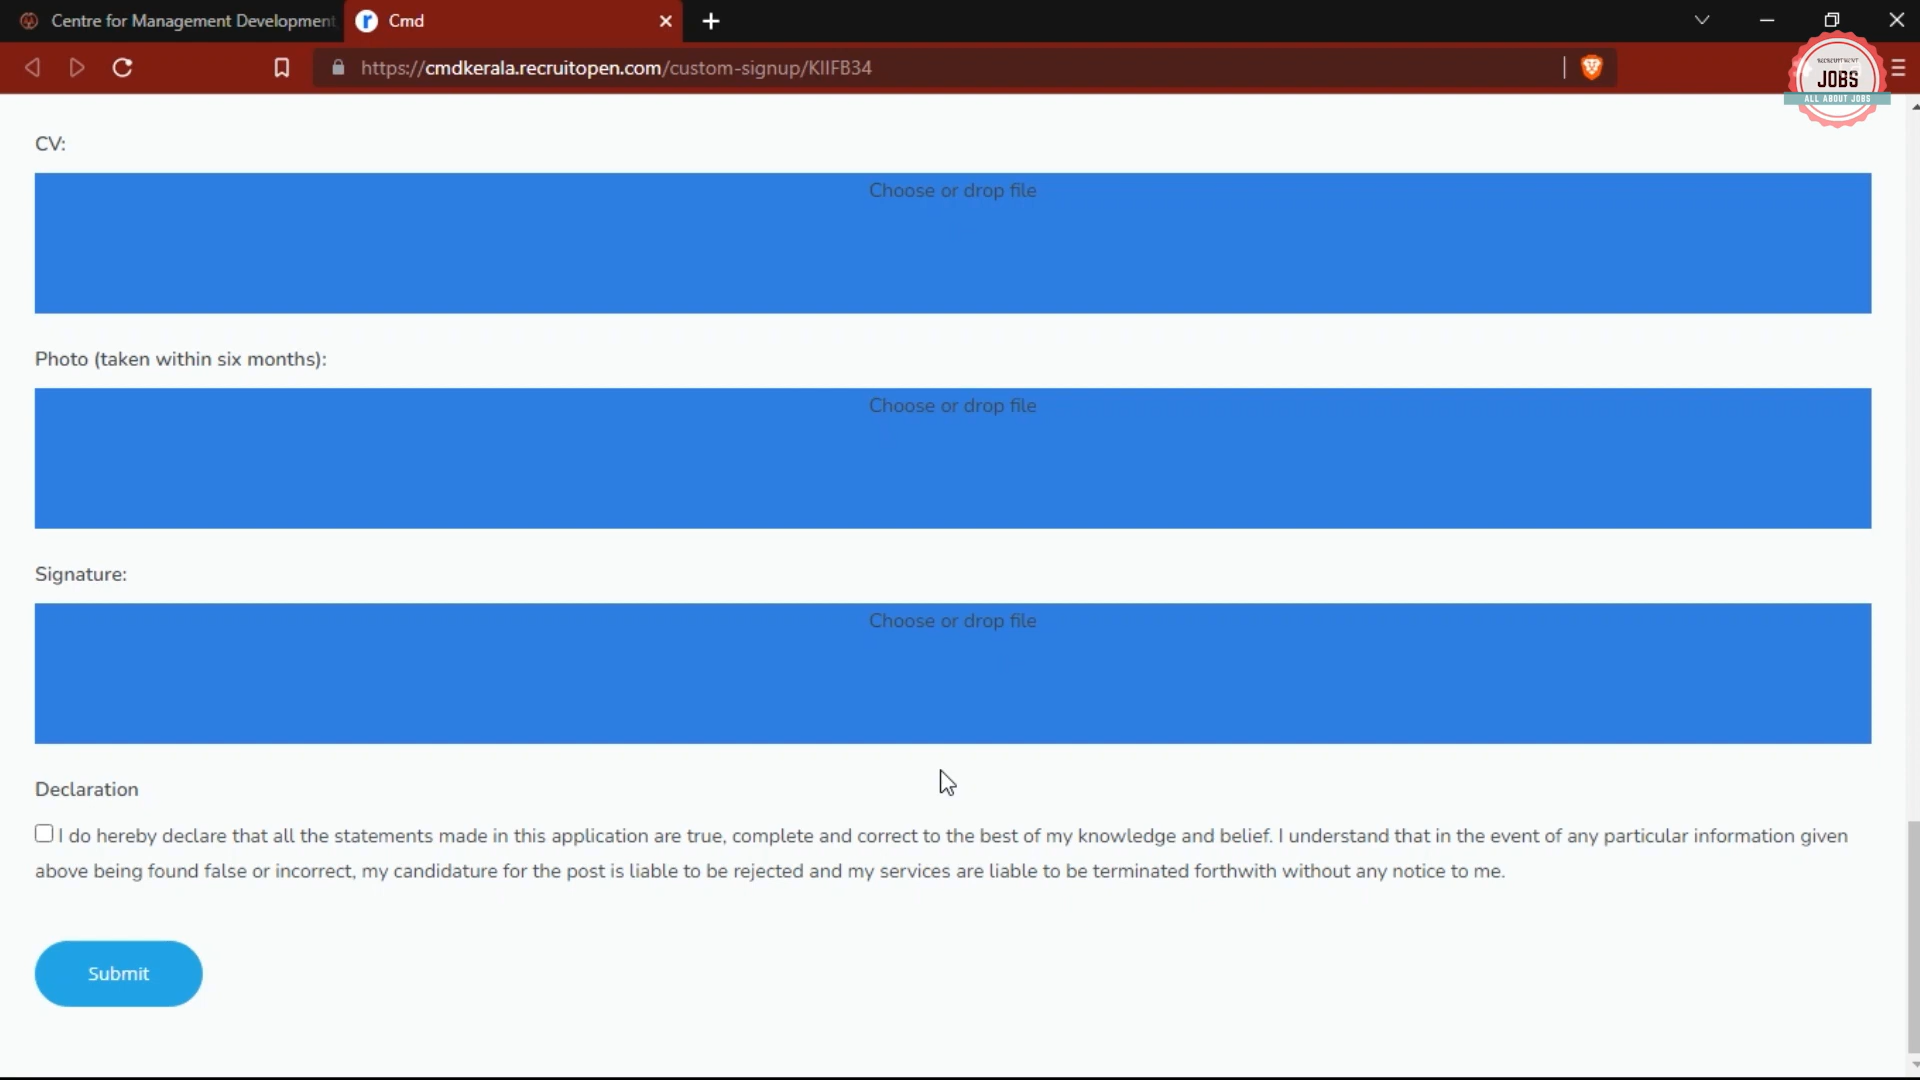 Centre for Management Development
Cmd
https://cmdkerala.recruitopen.com/custom-signup/KIIFB34
RECRUITMENT
JOBS
ALL ABOUT JOBS
CV:
Choose or drop file
Photo (taken within six months):
Choose or drop file
Signature:
Choose or drop file
Declaration
I do hereby declare that all the statements made in this application are true, complete and correct to the best of my knowledge and belief. I understand that in the event of any particular information given
above being found false or incorrect, my candidature for the post is liable to be rejected and my services are liable to be terminated forthwith without any notice to me.
Submit